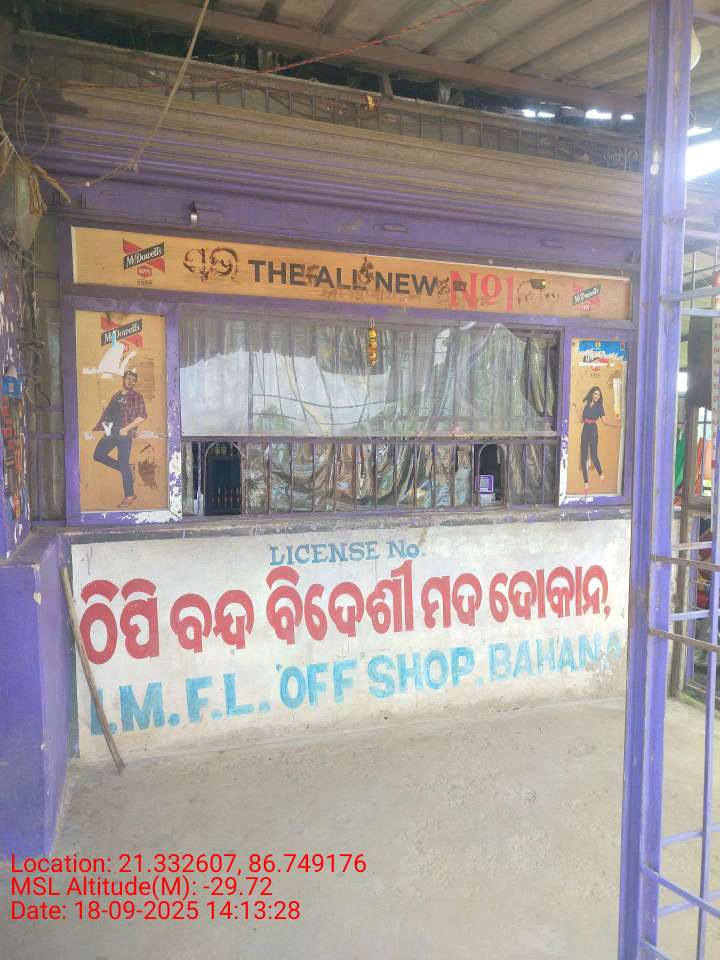 McDowell's
THE ALL NEW No1
McDowell's
McDowell's
LICENSE No.
ଠିପି ବନ୍ଦ ବିଦେଶୀ ମଦ ଦୋକାନ,
I.M.F.L. OFF SHOP, BAHANA
Location: 21.332607, 86.749176
MSL Altitude(M): -29.72
Date: 18-09-2025 14:13:28